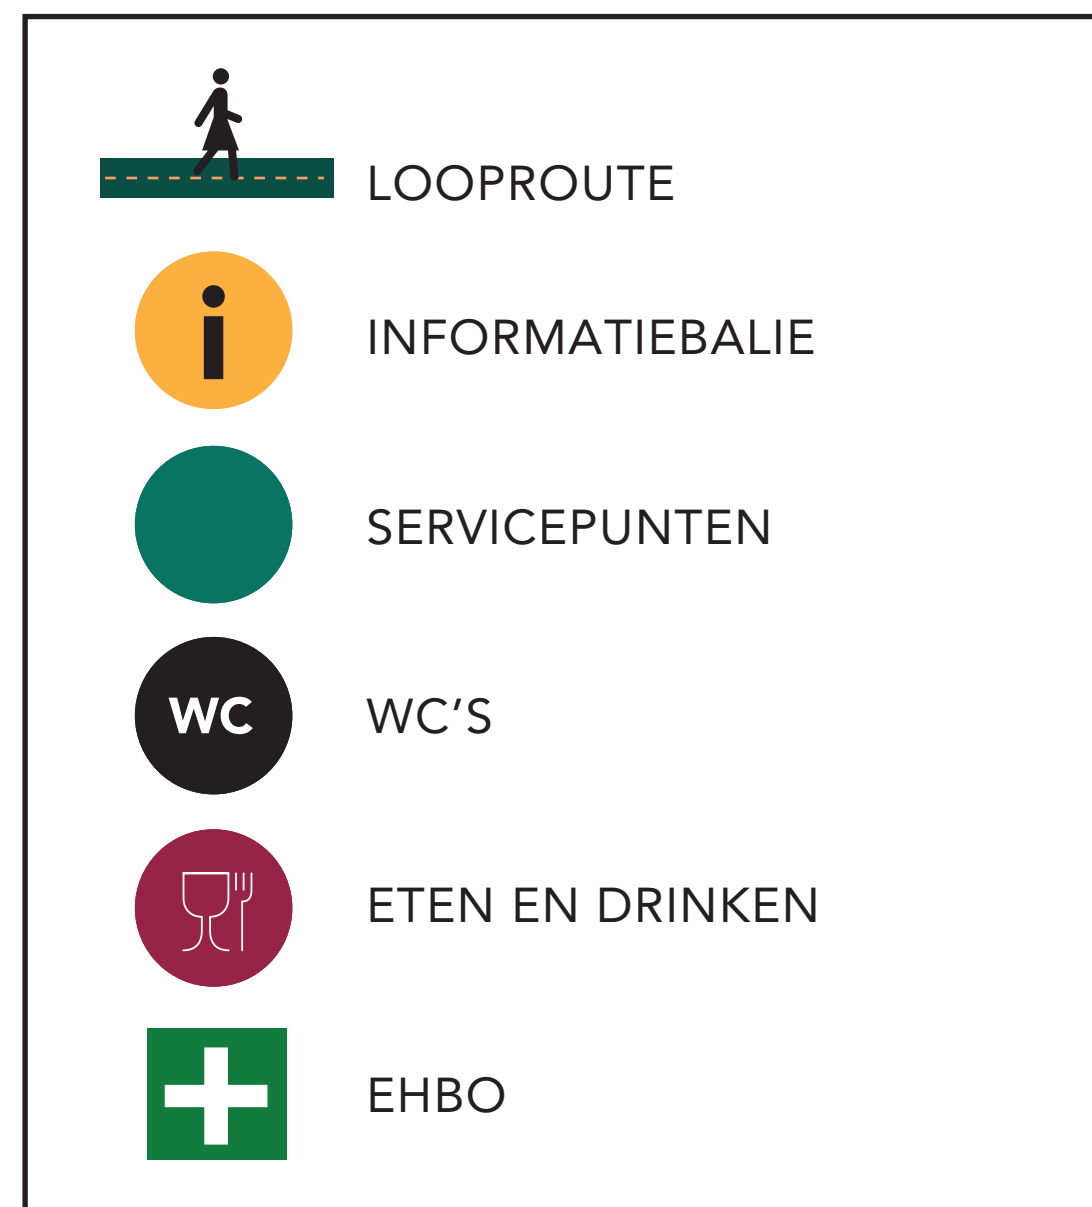 LOOPROUTE
i
INFORMATIEBALIE
SERVICEPUNTEN
WC
WC’S
ETEN EN DRINKEN
EHBO